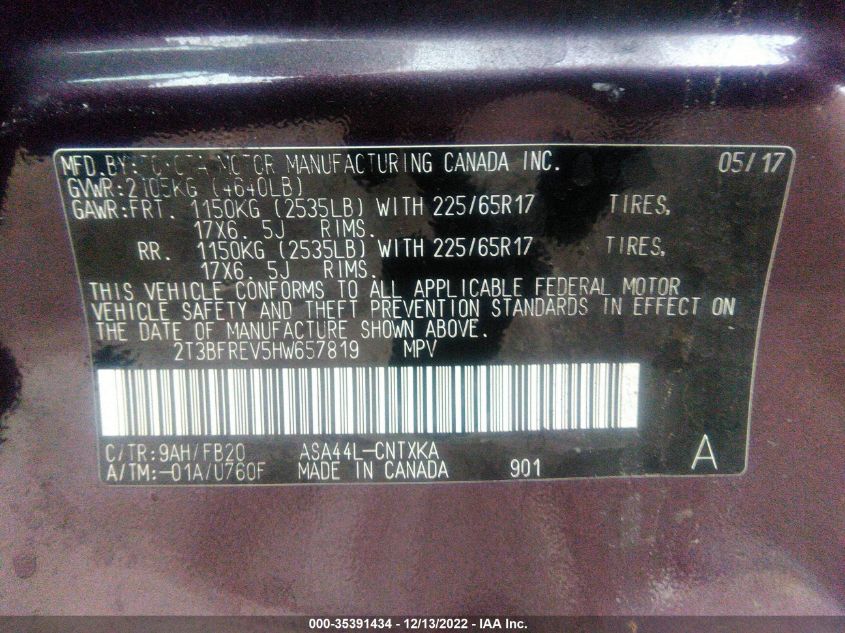 MFD.BY:TOYOTA MOTOR MANUFACTURING CANADA INC. 05/17
GVWR:2105KG (4640LB)
GAWR:FRT. 1150KG (2535LB) WITH 225/65R17 TIRES,
17X6.5J RIMS.
RR. 1150KG (2535LB) WITH 225/65R17 TIRES,
17X6.5J RIMS.
THIS VEHICLE CONFORMS TO ALL APPLICABLE FEDERAL MOTOR
VEHICLE SAFETY AND THEFT PREVENTION STANDARDS IN EFFECT ON
THE DATE OF MANUFACTURE SHOWN ABOVE.
2T3BFREV5HW657819 MPV
C/TR:9AH/FB20 ASA44L-CNTXKA
A/TM:-01A/U760F MADE IN CANADA 901 A
000-35391434 - 12/13/2022 - IAA Inc.